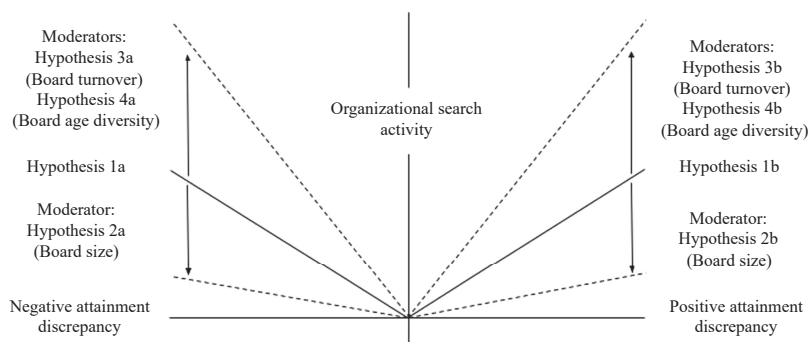 Moderators:
Hypothesis 3a
(Board turnover)
Hypothesis 4a
(Board age diversity)
Hypothesis 1a
Moderator:
Hypothesis 2a
(Board size)
Negative attainment
discrepancy
Organizational search
activity
Moderators:
Hypothesis 3b
(Board turnover)
Hypothesis 4b
(Board age diversity)
Hypothesis 1b
Moderator:
Hypothesis 2b
(Board size)
Positive attainment
discrepancy